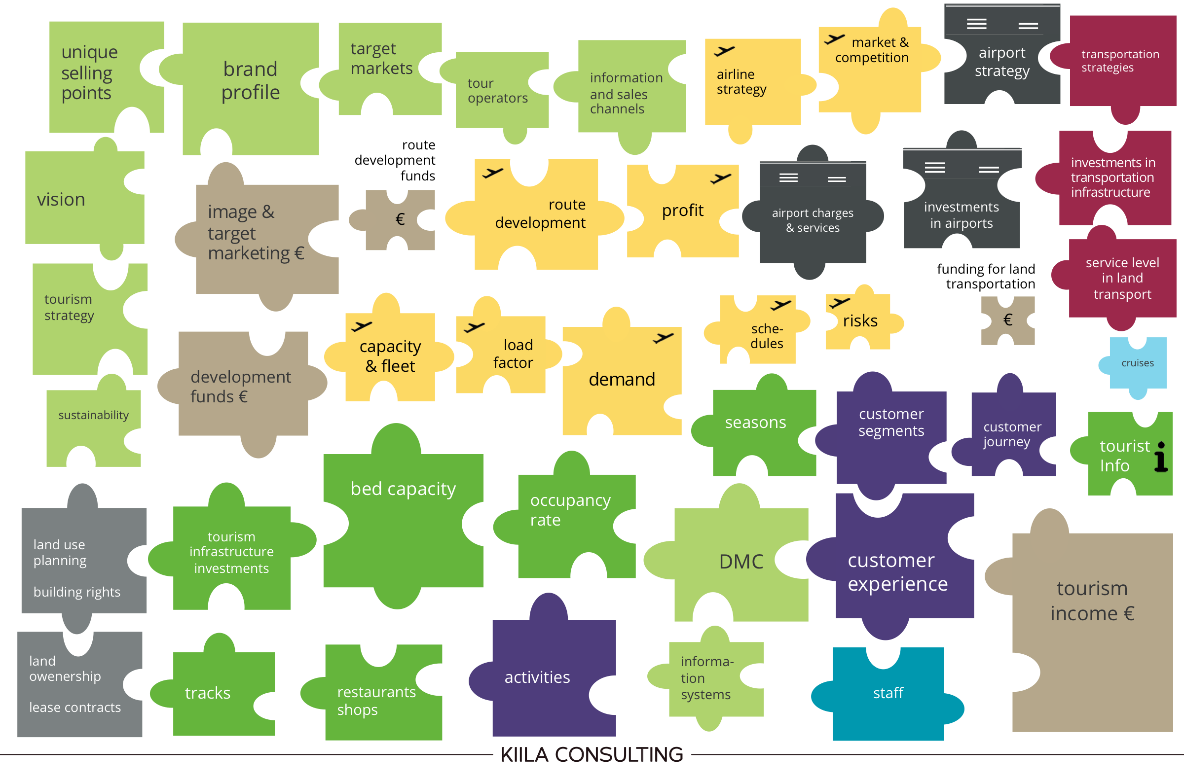 unique
selling
points
brand
profile
target
markets
tour
operators
information
and sales
channels
airline
strategy
market &
competition
airport
strategy
transportation
strategies
vision
image &
target
marketing €
route
development
funds
€
route
development
profit
airport charges
& services
investments
in airports
investments in
transportation
infrastructure
tourism
strategy
development
funds €
capacity
& fleet
load
factor
demand
sche-
dules
risks
funding for land
transportation
€
service level
in land
transport
cruises
sustainability
bed capacity
occupancy
rate
seasons
customer
segments
customer
journey
tourist
Info i
land use
planning
building rights
tourism
infrastructure
investments
DMC
customer
experience
tourism
income €
land
owenership
lease contracts
tracks
restaurants
shops
activities
informa-
tion
systems
staff
KIILA CONSULTING